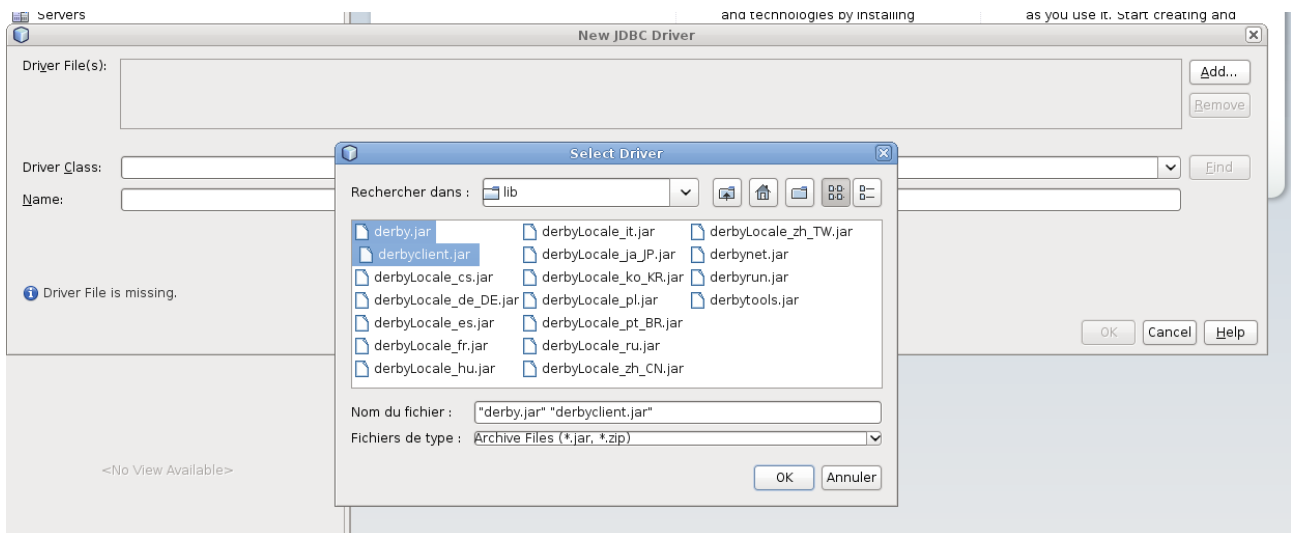 Servers
and technologies by installing
as you use it. Start creating and
New JDBC Driver
Driver File(s):
Add...
Remove
Driver Class:
Find
Name:
Select Driver
Rechercher dans :
lib
derby.jar
derbyLocale_it.jar
derbyLocale_zh_TW.jar
derbyclient.jar
derbyLocale_ja_JP.jar
derbynet.jar
derbyLocale_cs.jar
derbyLocale_ko_KR.jar
derbyrun.jar
derbyLocale_de_DE.jar
derbyLocale_pl.jar
derbytools.jar
derbyLocale_es.jar
derbyLocale_pt_BR.jar
derbyLocale_fr.jar
derbyLocale_ru.jar
derbyLocale_hu.jar
derbyLocale_zh_CN.jar
Driver File is missing.
OK
Cancel
Help
Nom du fichier :
"derby.jar" "derbyclient.jar"
Fichiers de type :
Archive Files (*.jar, *.zip)
OK
Annuler
<No View Available>